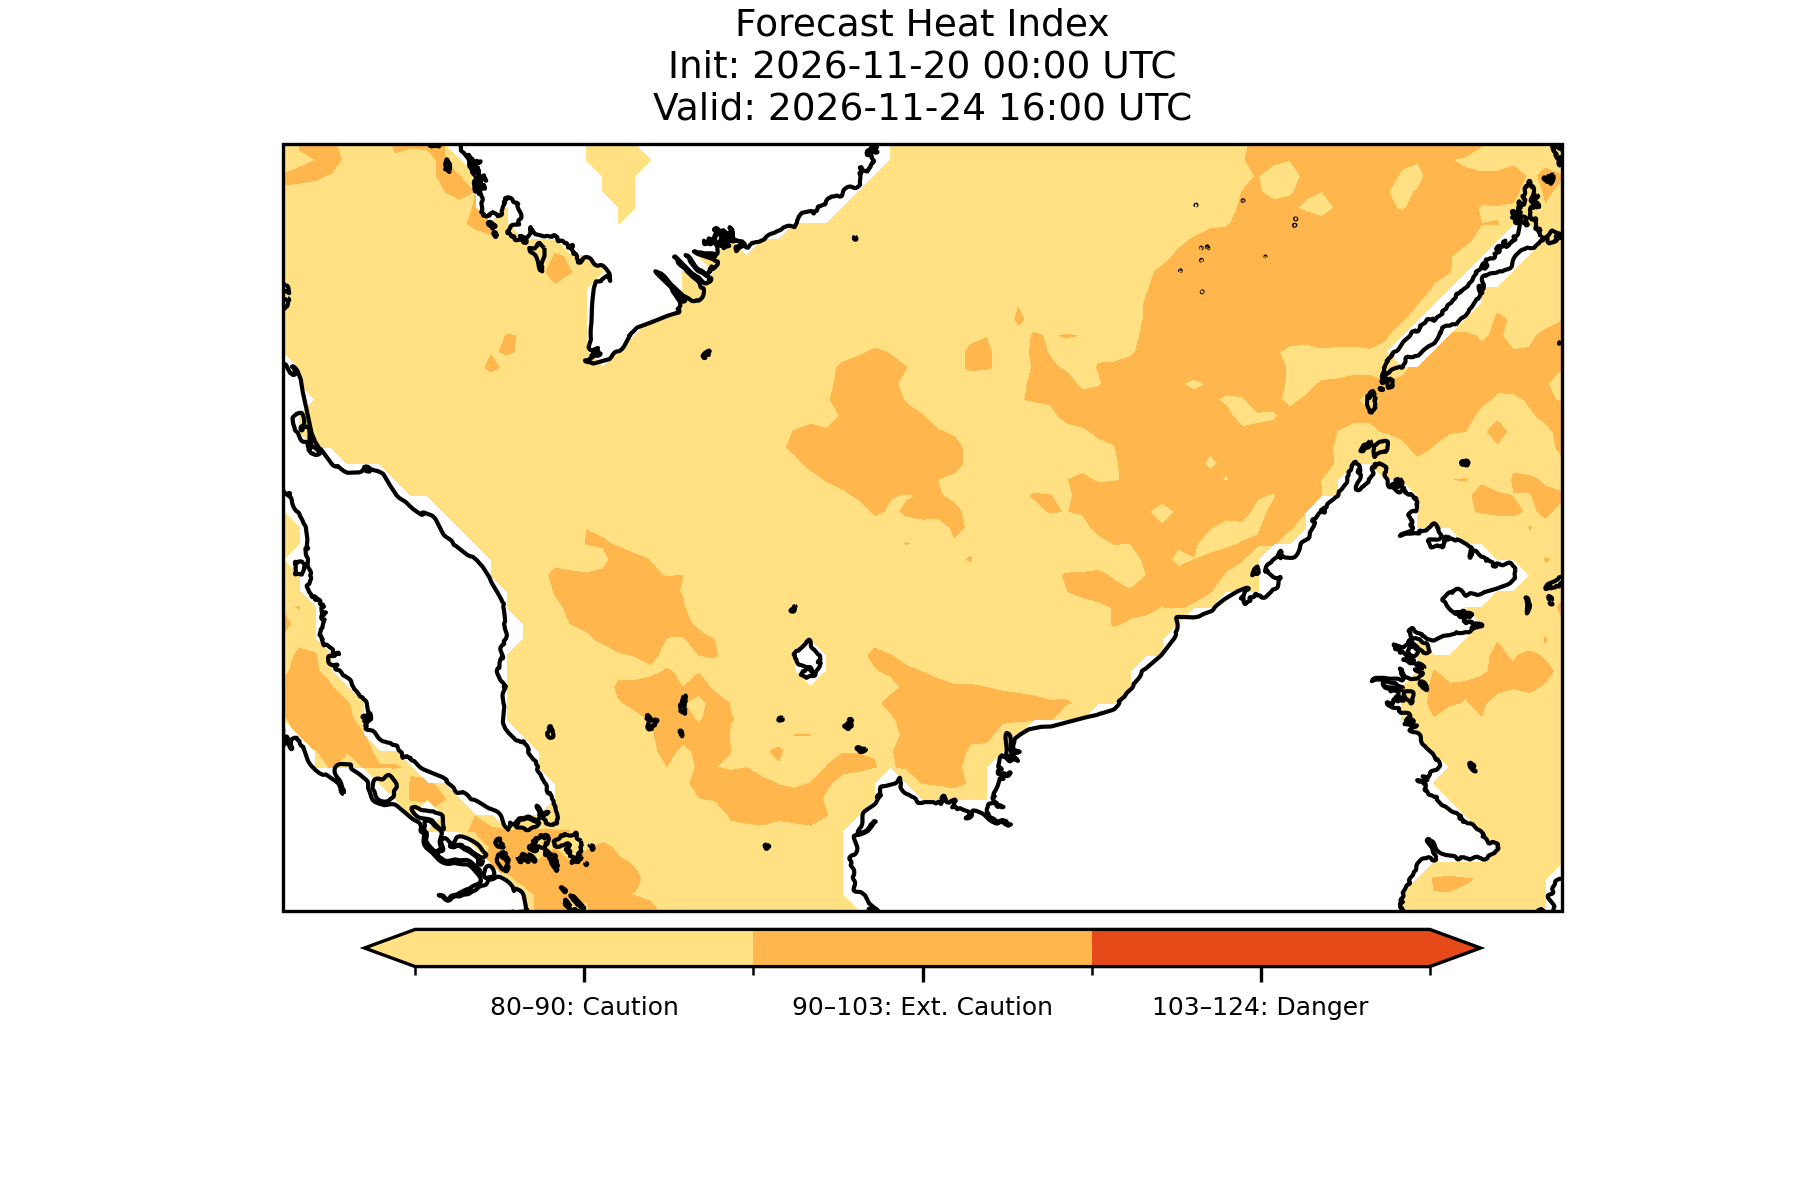 Forecast Heat Index
Init: 2026-11-20 00:00 UTC
Valid: 2026-11-24 16:00 UTC
80–90: Caution
90–103: Ext. Caution
103–124: Danger